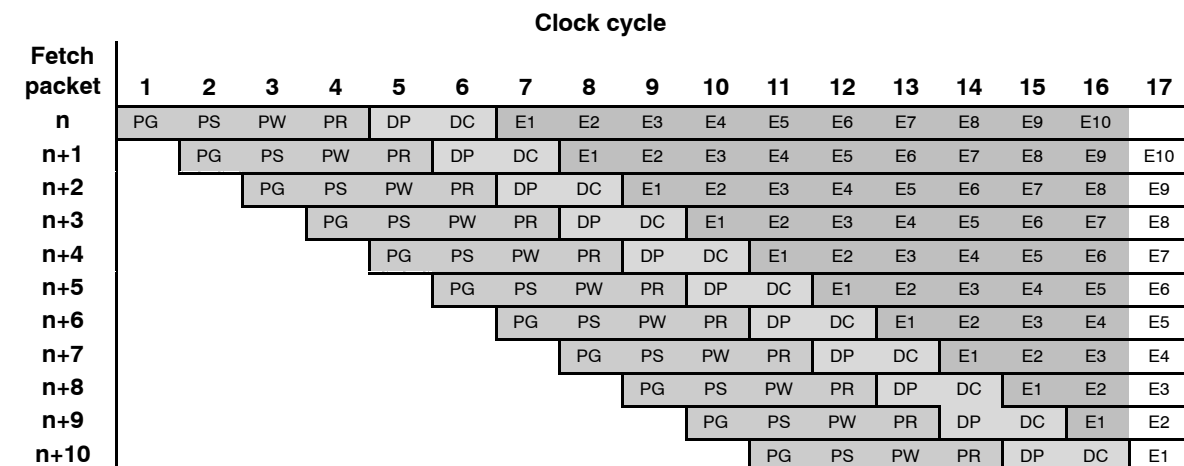 Clock cycle
Fetch
packet 1 2 3 4 5 6 7 8 9 10 11 12 13 14 15 16 17
n PG PS PW PR DP DC E1 E2 E3 E4 E5 E6 E7 E8 E9 E10
n+1 PG PS PW PR DP DC E1 E2 E3 E4 E5 E6 E7 E8 E9 E10
n+2 PG PS PW PR DP DC E1 E2 E3 E4 E5 E6 E7 E8 E9
n+3 PG PS PW PR DP DC E1 E2 E3 E4 E5 E6 E7 E8
n+4 PG PS PW PR DP DC E1 E2 E3 E4 E5 E6 E7
n+5 PG PS PW PR DP DC E1 E2 E3 E4 E5 E6
n+6 PG PS PW PR DP DC E1 E2 E3 E4 E5
n+7 PG PS PW PR DP DC E1 E2 E3 E4
n+8 PG PS PW PR DP DC E1 E2 E3
n+9 PG PS PW PR DP DC E1 E2
n+10 PG PS PW PR DP DC E1